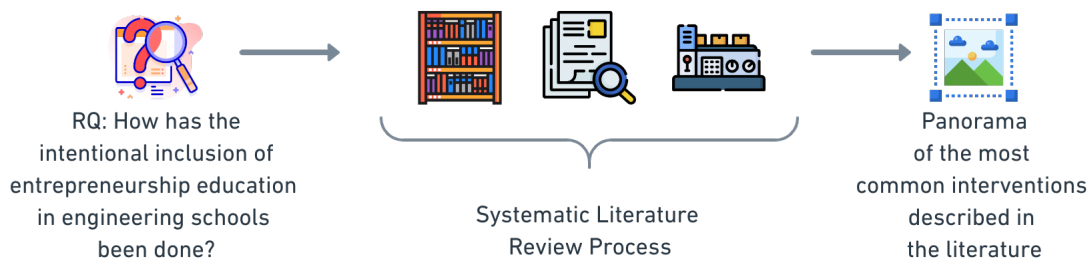 RQ: How has the
intentional inclusion of
entrepreneurship education
in engineering schools
been done?
Systematic Literature
Review Process
Panorama
of the most
common interventions
described in
the literature